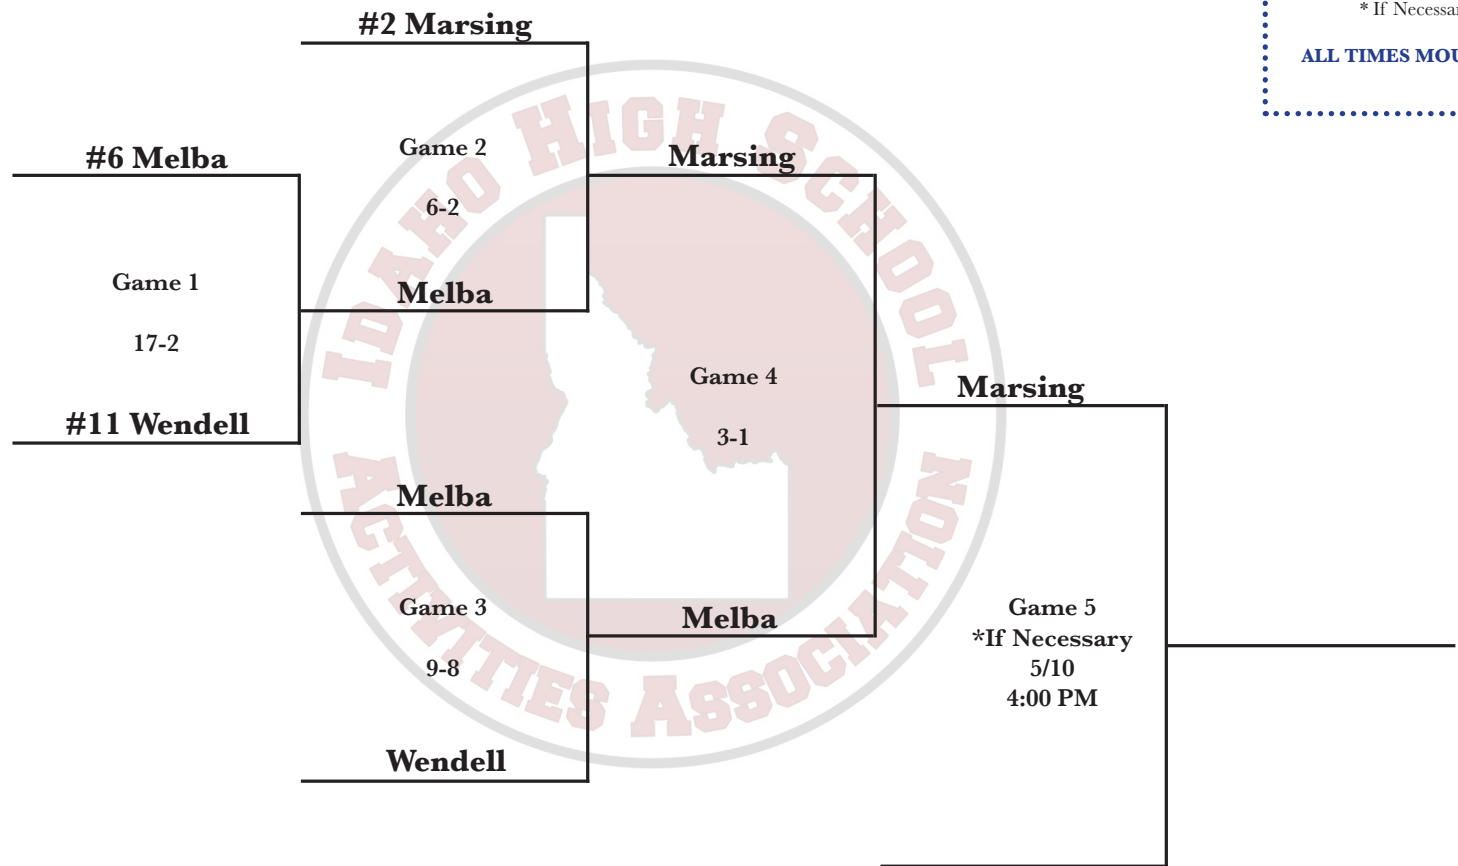 * If Necessar
ALL TIMES MOU
#2 Marsing
#6 Melba
Game 2
6-2
Marsing
Game 1
17-2
Melba
#11 Wendell
Game 4
3-1
Marsing
Melba
Game 3
9-8
Melba
Wendell
Game 5
*If Necessary
5/10
4:00 PM
IDAHO HIGH SCHOOL
ACTIVITIES ASSOCIATION